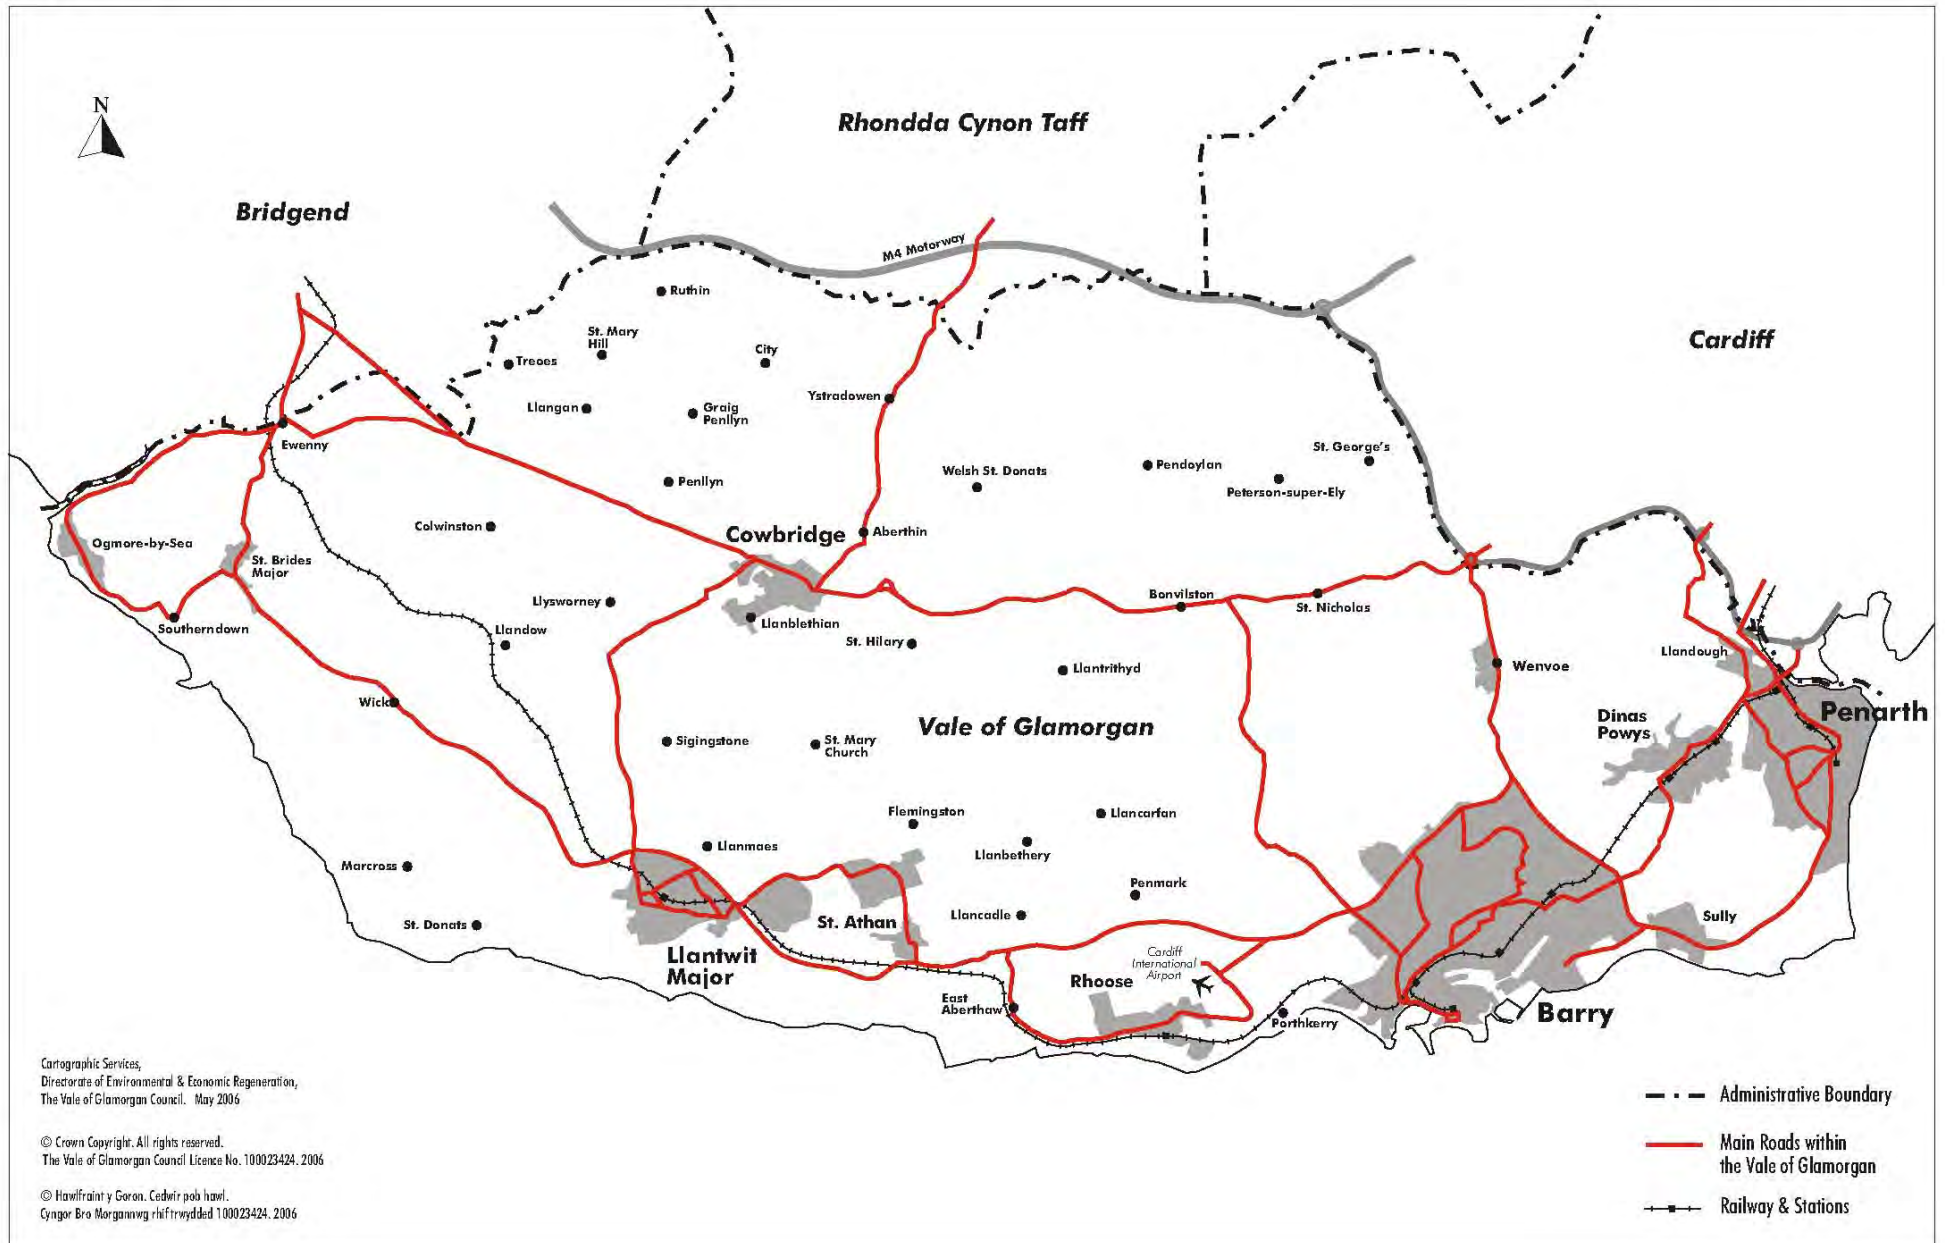 N
Rhondda Cynon Taff
Bridgend
M4 Motorway
Cardiff
Ruthin
St. Mary
Hill
Treoes
City
Llangan
Graig
Penllyn
Ystradowen
Ewenny
St. George's
Penllyn
Welsh St. Donats
Pendoylan
Peterson-super-Ely
Colwinston
Cowbridge
Aberthin
Ogmore-by-Sea
St. Brides
Major
Llysworney
Bonvilston
St. Nicholas
Southerndown
Llandow
Llanblethian
St. Hilary
Llantrithyd
Wenvoe
Llandough
Wick
Sigingstone
St. Mary
Church
Vale of Glamorgan
Dinas
Powys
Penarth
Flemingston
Llancarfan
Llanmaes
Llanbethery
Marcross
Penmark
St. Donats
St. Athan
Llancadle
Sully
Llantwit
Major
Cardiff
International
Airport
Rhoose
East
Aberthaw
Porthkerry
Barry
Cartographic Services,
Directorate of Environmental & Economic Regeneration,
The Vale of Glamorgan Council. May 2006
© Crown Copyright. All rights reserved.
The Vale of Glamorgan Council Licence No. 100023424. 2006
© Hawlfraint y Goron. Cedwir pob hawl.
Cyngor Bro Morgannwg rhif trwydded 100023424. 2006
Administrative Boundary
Main Roads within
the Vale of Glamorgan
Railway & Stations